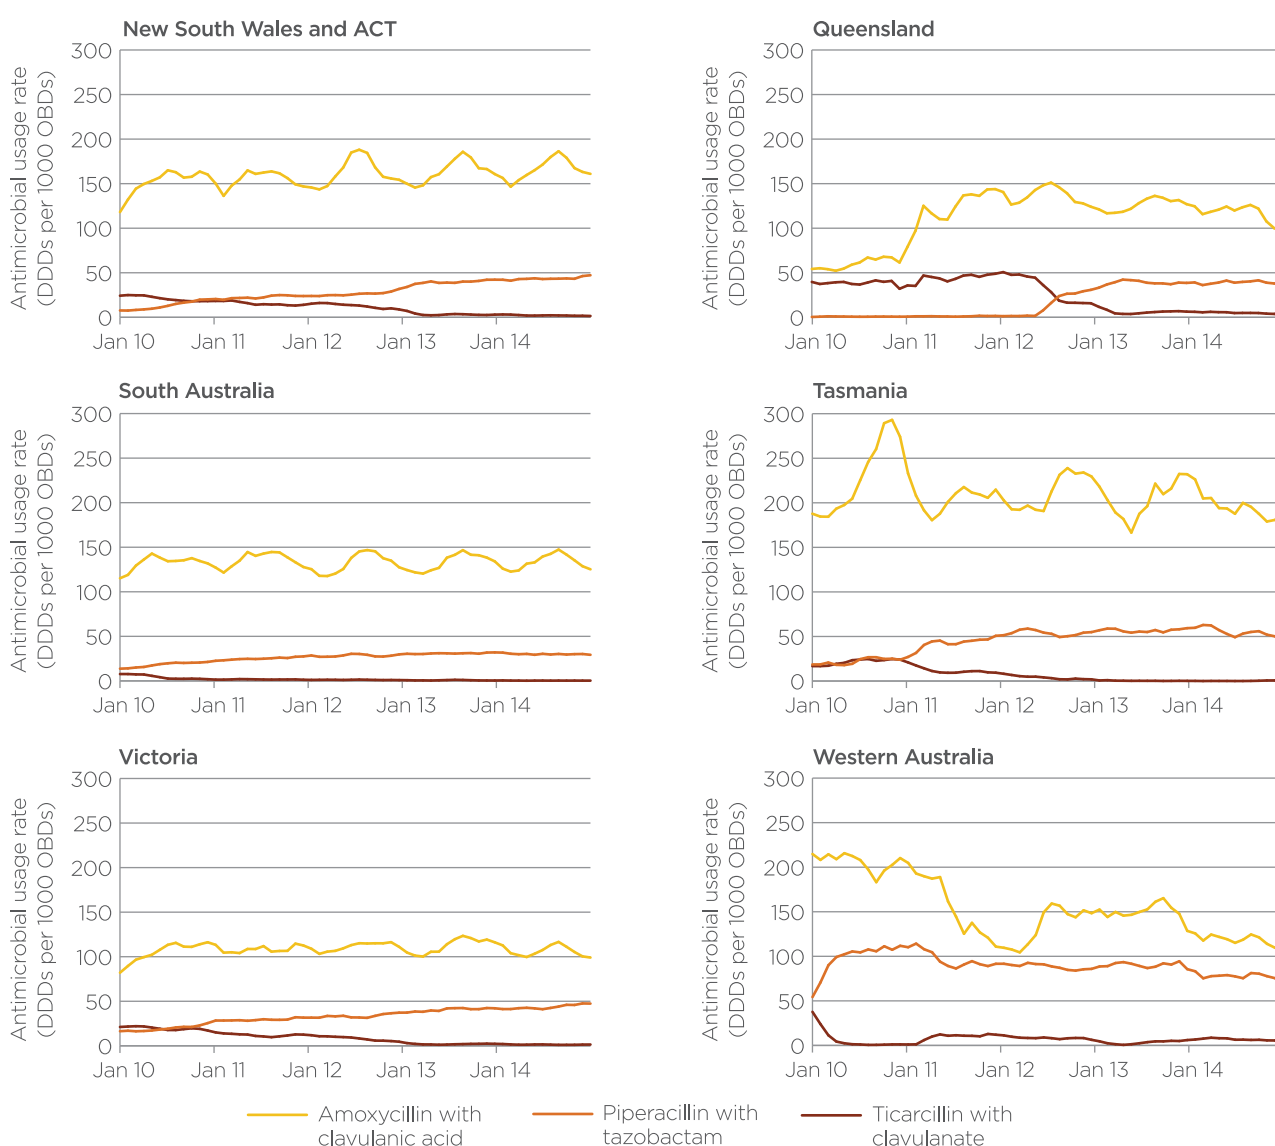 New South Wales and ACT
Antimicrobial usage rate
(DDDs per 1000 OBDs)
300
250
200
150
100
50
0
Jan 10 Jan 11 Jan 12 Jan 13 Jan 14
Queensland
Antimicrobial usage rate
(DDDs per 1000 OBDs)
300
250
200
150
100
50
0
Jan 10 Jan 11 Jan 12 Jan 13 Jan 14
South Australia
Antimicrobial usage rate
(DDDs per 1000 OBDs)
300
250
200
150
100
50
0
Jan 10 Jan 11 Jan 12 Jan 13 Jan 14
Tasmania
Antimicrobial usage rate
(DDDs per 1000 OBDs)
300
250
200
150
100
50
0
Jan 10 Jan 11 Jan 12 Jan 13 Jan 14
Victoria
Antimicrobial usage rate
(DDDs per 1000 OBDs)
300
250
200
150
100
50
0
Jan 10 Jan 11 Jan 12 Jan 13 Jan 14
Western Australia
Antimicrobial usage rate
(DDDs per 1000 OBDs)
300
250
200
150
100
50
0
Jan 10 Jan 11 Jan 12 Jan 13 Jan 14
Amoxycillin with
clavulanic acid
Piperacillin with
tazobactam
Ticarcillin with
clavulanate